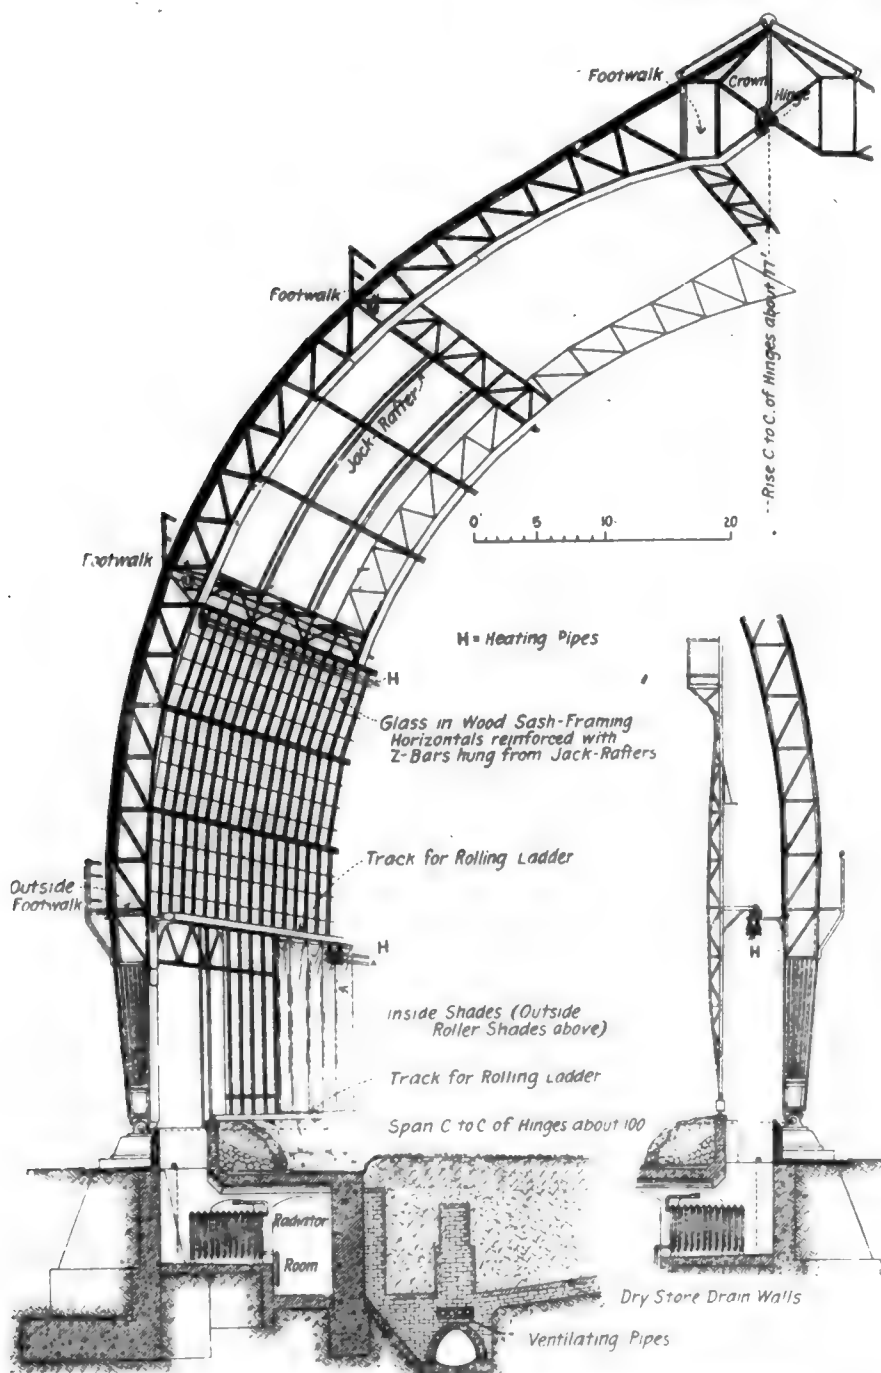 Footwalk
Crown
Hinge
Footwalk
Rise C to C. of Hinges about 77'
Jack-Rafter
0 5 10 20
Footwalk
H = Heating Pipes
H
Glass in Wood Sash-Framing
Horizontals reinforced with
Z-Bars hung from Jack-Rafters
Track for Rolling Ladder
Outside
Footwalk
H
H
Inside Shades (Outside
Roller Shades above)
Track for Rolling Ladder
Span C to C of Hinges about 100
Radiator
Room
Dry Store Drain Walls
Ventilating Pipes